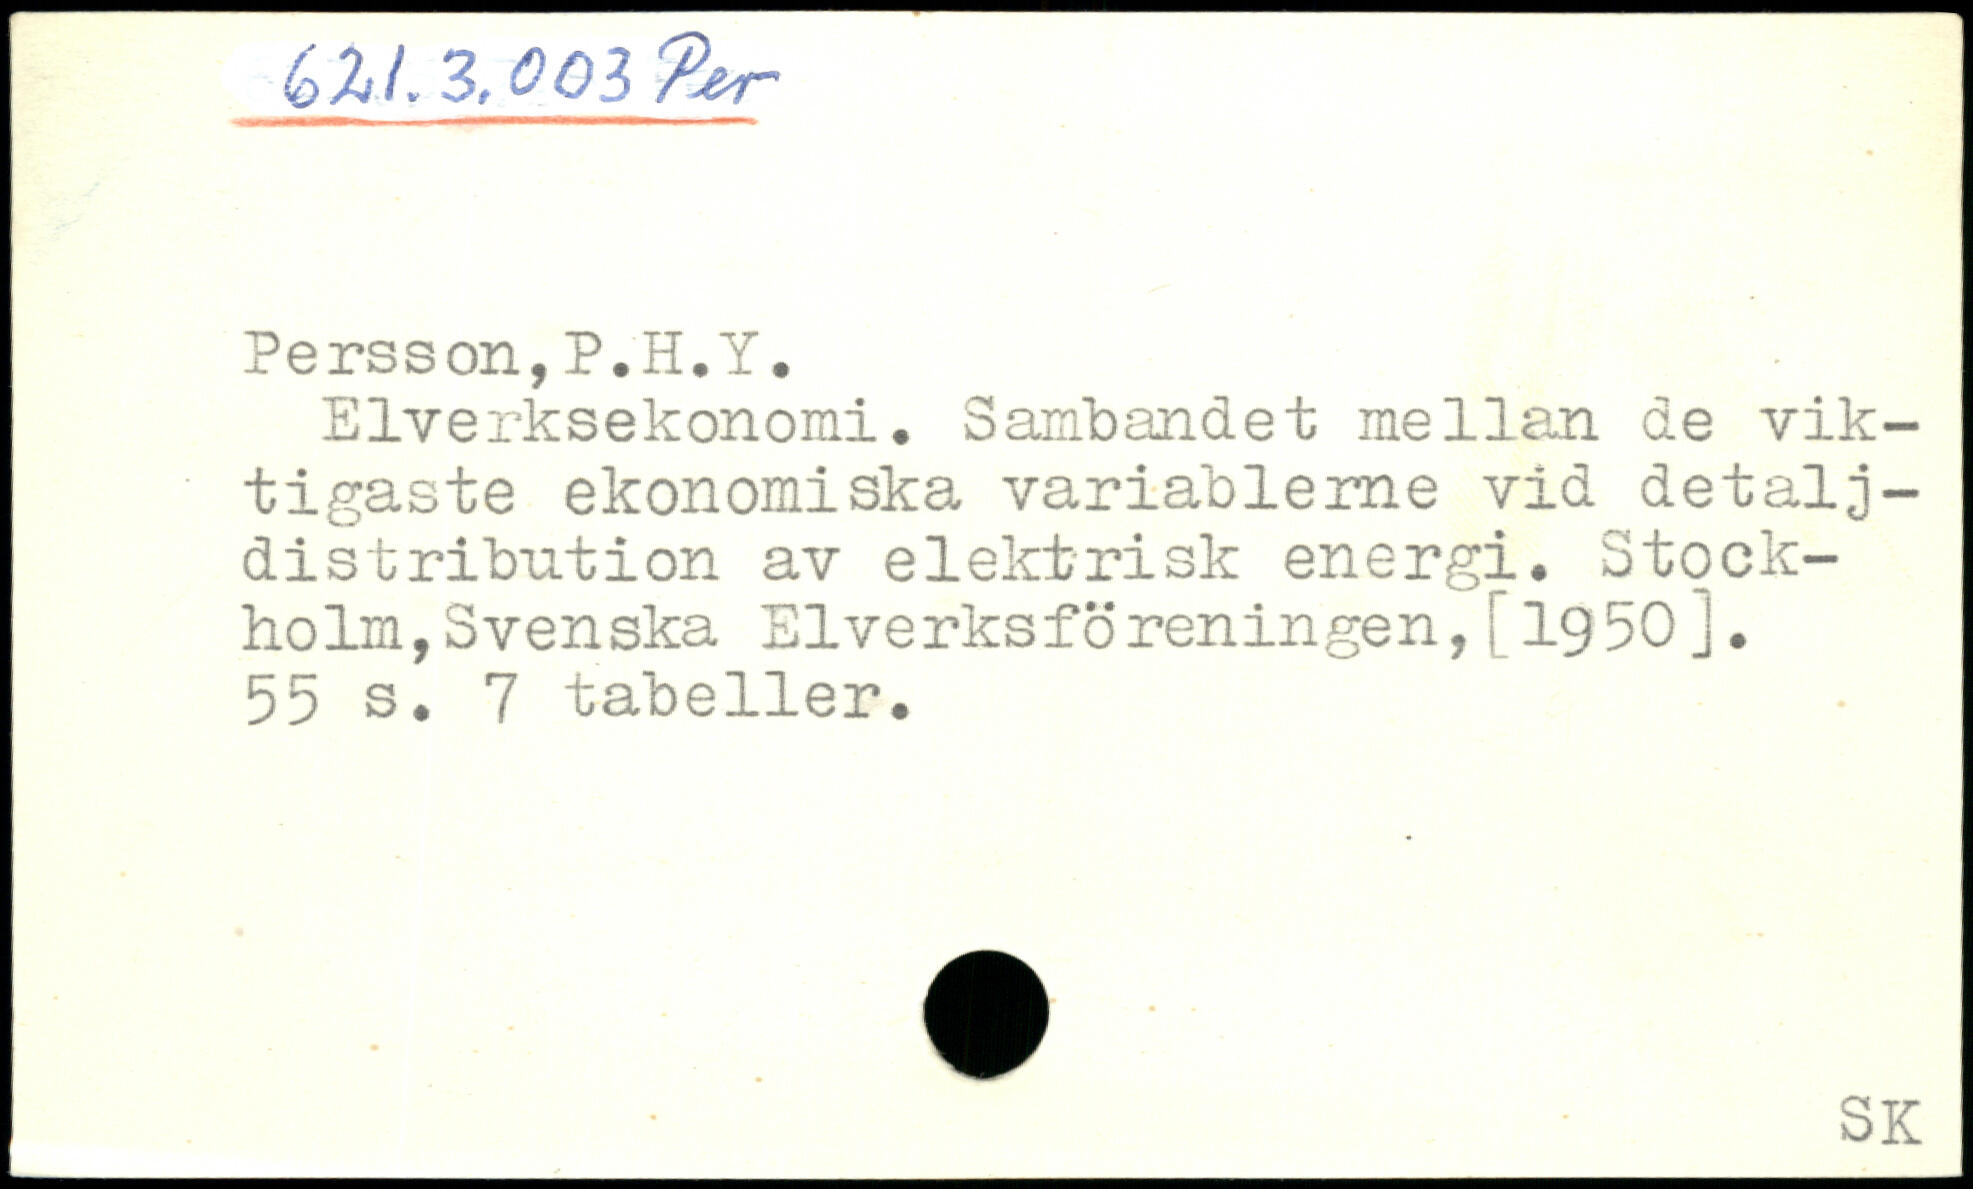 621.3.003 Per
Persson,P.H.Y.
Elverksekonomi. Sambandet mellan de vik-
tigaste ekonomiska variablerne vid detalj-
distribution av elektrisk energi. Stock-
holm,Svenska Elverksföreningen,[1950].
55 s. 7 tabeller.
SK